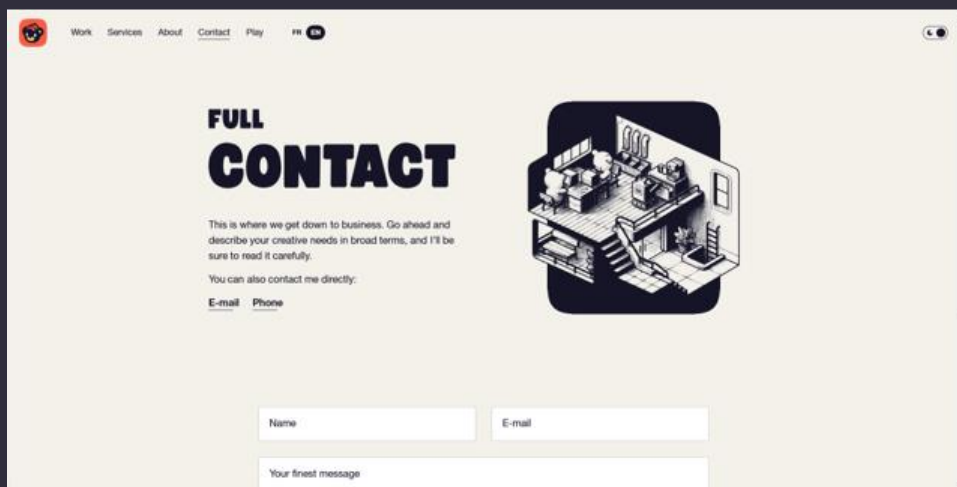 Work Services About Contact Play FR EN
FULL
CONTACT
This is where we get down to business. Go ahead and
describe your creative needs in broad terms, and I'll be
sure to read it carefully.
You can also contact me directly:
E-mail Phone
Name E-mail
Your finest message